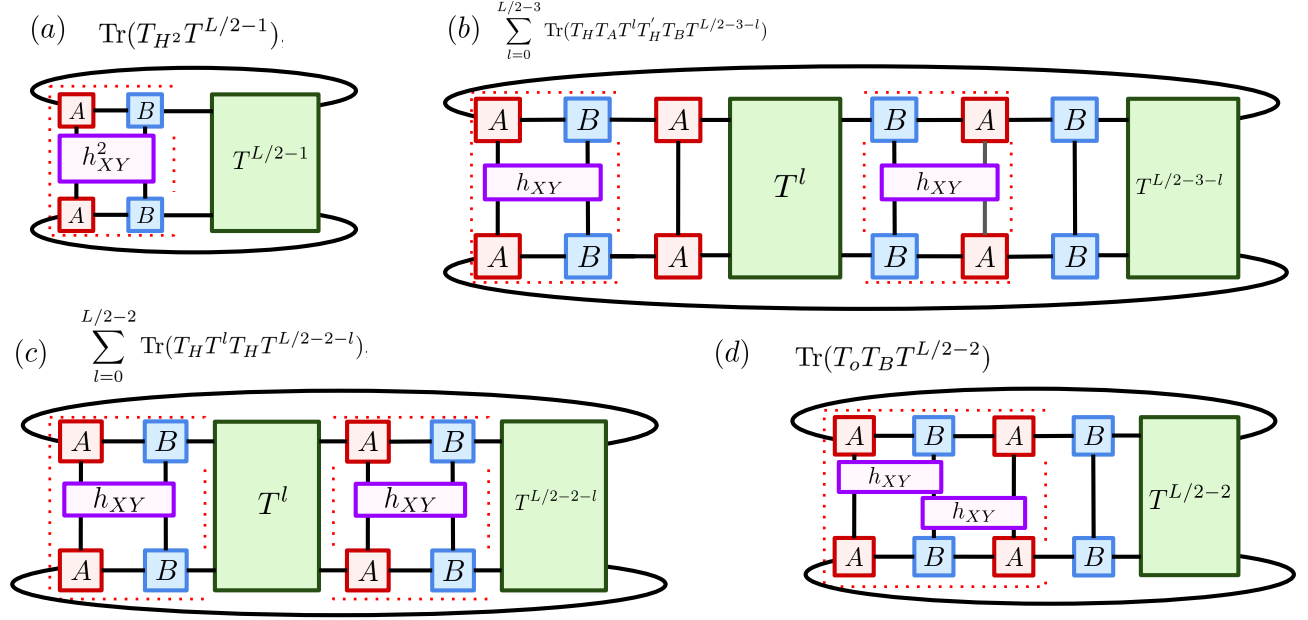 (a) Tr(T_{H^2} T^{L/2−1}).
A B
h^2_{XY}
T^{L/2−1}
A B
(b) \sum_{l=0}^{L/2−3} Tr(T_H T_A T^l T_H^{'} T_B T^{L/2−3−l})
A B A B A B
h_{XY} T^l h_{XY} T^{L/2−3−l}
A B A B A B
(c) \sum_{l=0}^{L/2−2} Tr(T_H T^l T_H T^{L/2−2−l}).
A B A B
h_{XY} T^l h_{XY} T^{L/2−2−l}
A B A B
(d) Tr(T_o T_B T^{L/2−2})
A B A B
h_{XY}
h_{XY} T^{L/2−2}
A B A B